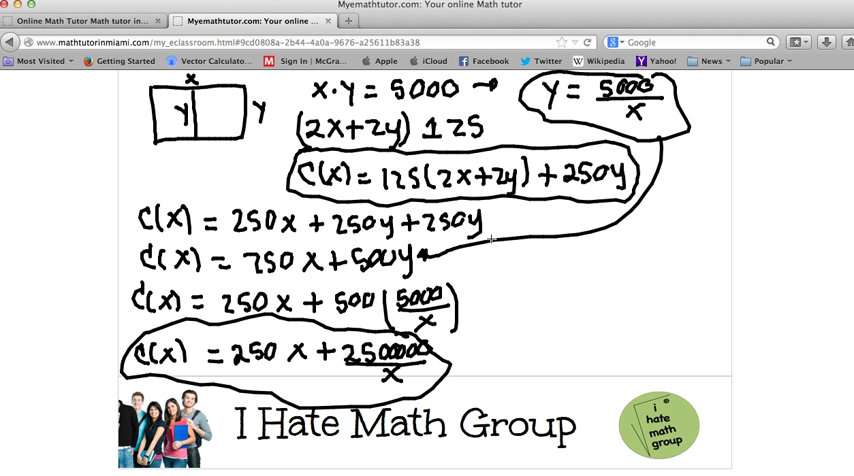 Myemathtutor.com: Your online Math tutor
Online Math Tutor Math tutor in...
Myemathtutor.com: Your online ...
www.mathtutorinmiami.com/my_eclassroom.html#9cd0808a-2b44-4a0a-9676-a25611b83a38
Google
Most Visited
Getting Started
Vector Calculator...
Sign In | McGra...
Apple
iCloud
Facebook
Twitter
Wikipedia
Yahoo!
News
Popular
x
y y
x·y = 5000 → y = 5000/x
(2x+2y) 125
C(x) = 125(2x+2y) + 250y
C(x) = 250x + 250y + 250y
C(x) = 250x + 500y
C(x) = 250x + 500 (5000/x)
C(x) = 250x + 2500000/x
I Hate Math Group
i
hate
math
group